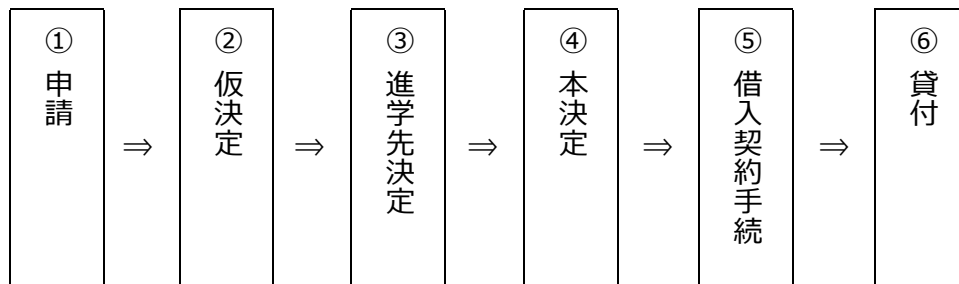 ① 申請
⇒
② 仮決定
⇒
③ 進学先決定
⇒
④ 本決定
⇒
⑤ 借入契約手続
⇒
⑥ 貸付